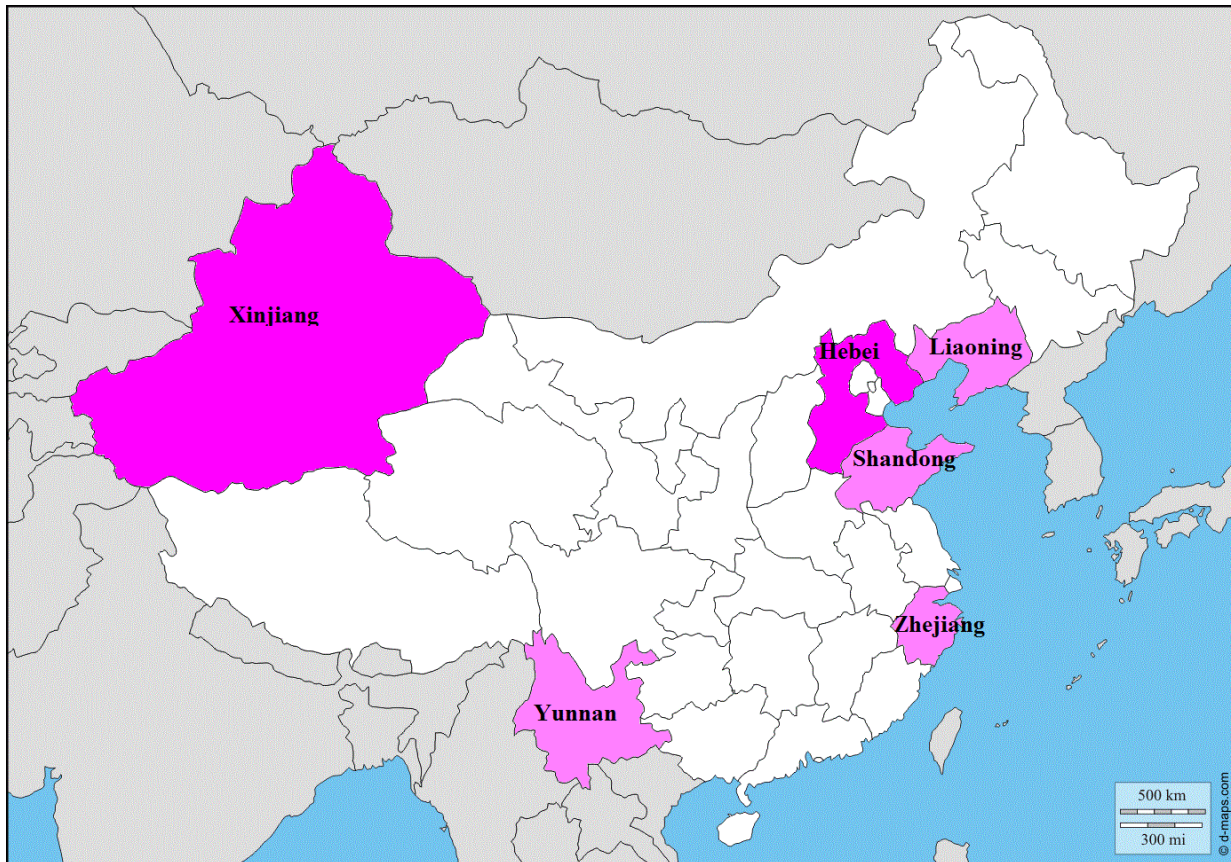 Xinjiang
Hebei
Liaoning
Shandong
Zhejiang
Yunnan
500 km
300 mi
© d-maps.com